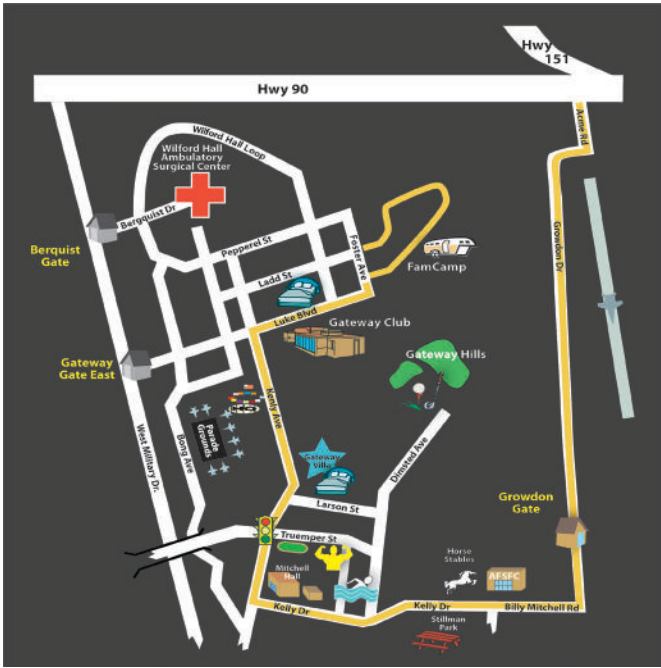 Hwy
151
Hwy 90
Acme Rd
Wilford Hall Loop
Wilford Hall
Ambulatory
Surgical Center
Bergquist Dr
Berquist
Gate
Pepperel St
Foster Ave
Growdon Dr
FamCamp
Ladd St
Luke Blvd
Gateway Club
Gateway Hills
Gateway
Gate East
Henly Ave
Parade
Grounds
West Military Dr.
Bong Ave
Dimsted Ave
Gateway
Villa
Larson St
Growdon
Gate
Truemper St
Mitchell
Hall
Horse
Stables
AFSFC
Kelly Dr
Kelly Dr
Billy Mitchell Rd
Stillman
Park